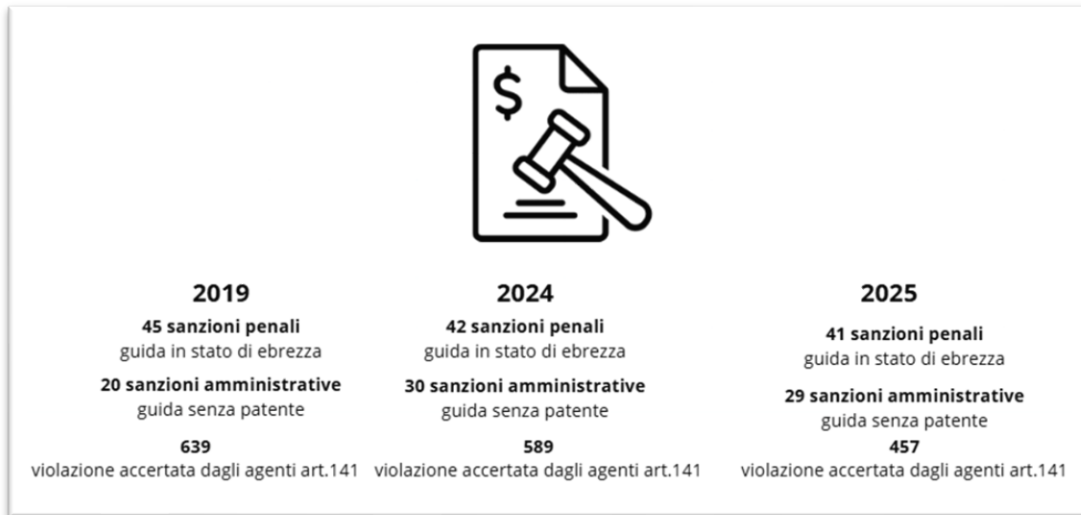 $
2019
45 sanzioni penali
guida in stato di ebrezza
20 sanzioni amministrative
guida senza patente
639
violazione accertata dagli agenti art.141
2024
42 sanzioni penali
guida in stato di ebrezza
30 sanzioni amministrative
guida senza patente
589
violazione accertata dagli agenti art.141
2025
41 sanzioni penali
guida in stato di ebrezza
29 sanzioni amministrative
guida senza patente
457
violazione accertata dagli agenti art.141